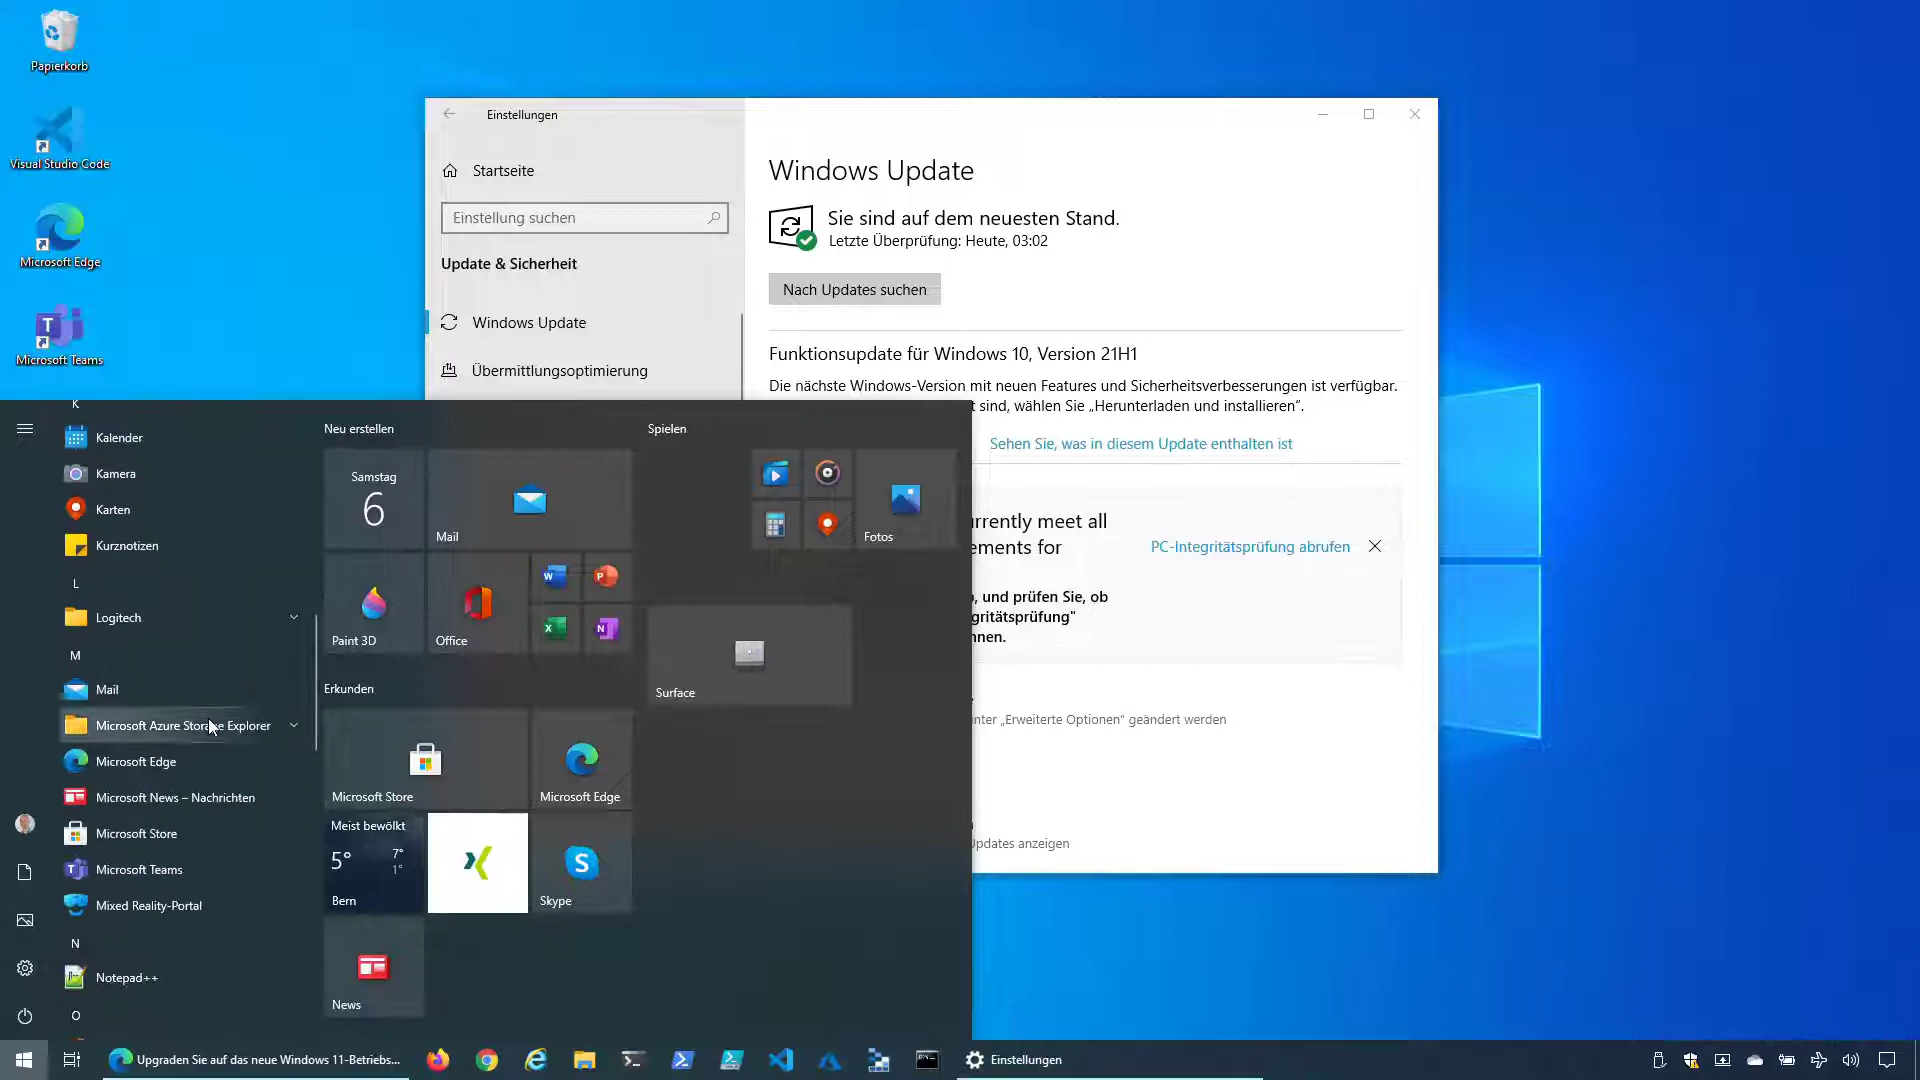 Papierkorb
Visual Studio Code
Microsoft Edge
Microsoft Teams
Einstellungen
Startseite
Einstellung suchen
Update & Sicherheit
Windows Update
Übermittlungsoptimierung
Windows Update
Sie sind auf dem neuesten Stand.
Letzte Überprüfung: Heute, 03:02
Nach Updates suchen
Funktionsupdate für Windows 10, Version 21H1
Die nächste Windows-Version mit neuen Features und Sicherheitsverbesserungen ist verfügbar.
t sind, wählen Sie „Herunterladen und installieren“.
Sehen Sie, was in diesem Update enthalten ist
rrently meet all
ements for
PC-Integritätsprüfung abrufen
, und prüfen Sie, ob
gritätsprüfung"
nnen.
nter „Erweiterte Optionen“ geändert werden
Updates anzeigen
K
Kalender
Kamera
Karten
Kurznotizen
L
Logitech
M
Mail
Microsoft Azure Storage Explorer
Microsoft Edge
Microsoft News – Nachrichten
Microsoft Store
Microsoft Teams
Mixed Reality-Portal
N
Notepad++
O
Neu erstellen
Samstag
6
Mail
Paint 3D
Office
Erkunden
Microsoft Store
Microsoft Edge
Meist bewölkt
5°
7°
1°
Bern
Skype
News
Spielen
Fotos
Surface
Upgraden Sie auf das neue Windows 11-Betriebs...
Einstellungen